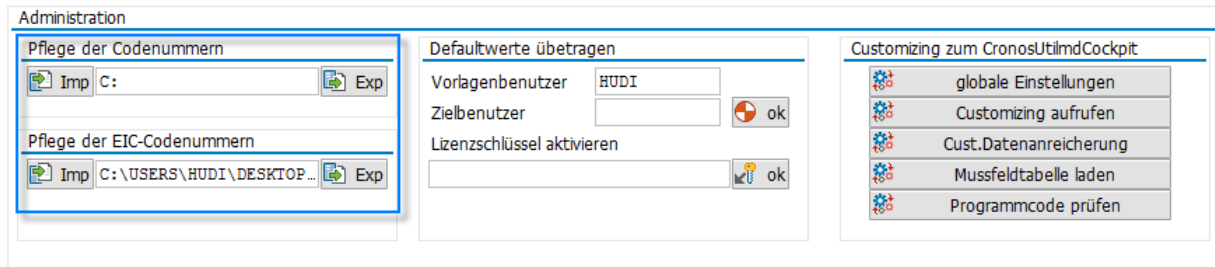 Administration
Pflege der Codenummern
Imp C: Exp
Pflege der EIC-Codenummern
Imp C:\USERS\HUDI\DESKTOP… Exp
Defaultwerte übetragen
Vorlagenbenutzer HUDI
Zielbenutzer ok
Lizenzschlüssel aktivieren
ok
Customizing zum CronosUtilmdCockpit
globale Einstellungen
Customizing aufrufen
Cust.Datenanreicherung
Mussfeldtabelle laden
Programmcode prüfen